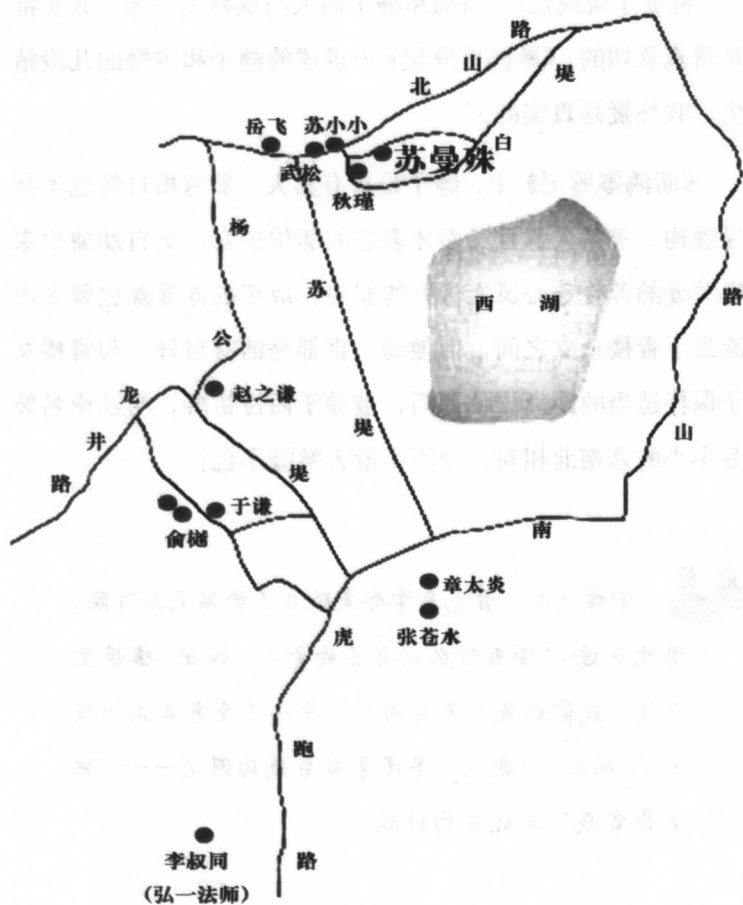 北山路
岳飞
苏小小
武松
秋瑾
苏曼殊
白堤
杨公堤
苏堤
西湖
赵之谦
龙井路
于谦
俞樾
南山路
章太炎
张苍水
虎跑路
李叔同
(弘一法师)